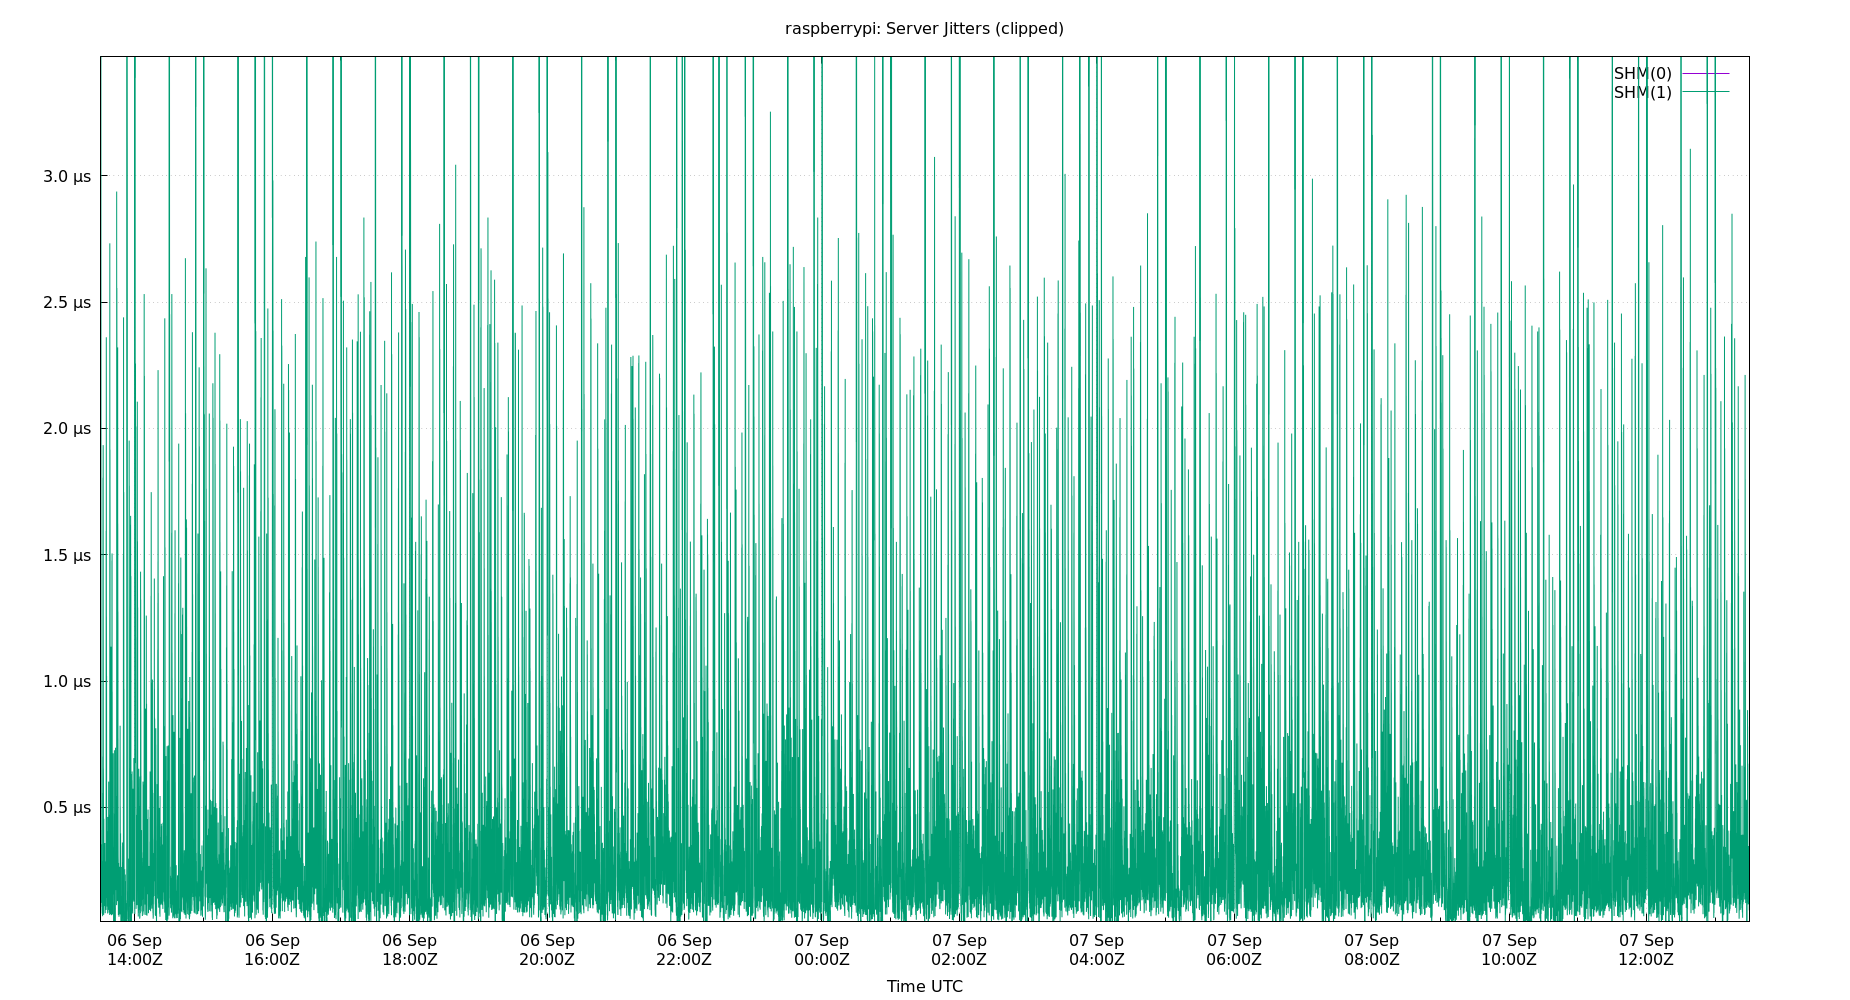 raspberrypi: Server Jitters (clipped)
SHM(0)
SHM(1)
3.0 µs
2.5 µs
2.0 µs
1.5 µs
1.0 µs
0.5 µs
06 Sep 06 Sep 06 Sep 06 Sep 06 Sep 07 Sep 07 Sep 07 Sep 07 Sep 07 Sep 07 Sep 07 Sep
14:00Z 16:00Z 18:00Z 20:00Z 22:00Z 00:00Z 02:00Z 04:00Z 06:00Z 08:00Z 10:00Z 12:00Z
Time UTC